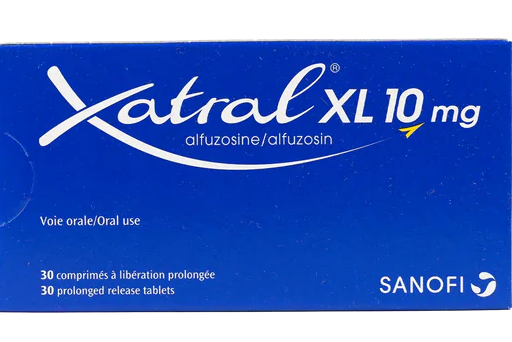 Xatral® XL 10 mg
alfuzosine/alfuzosin
Voie orale/Oral use
30 comprimés à libération prolongée
30 prolonged release tablets
SANOFI